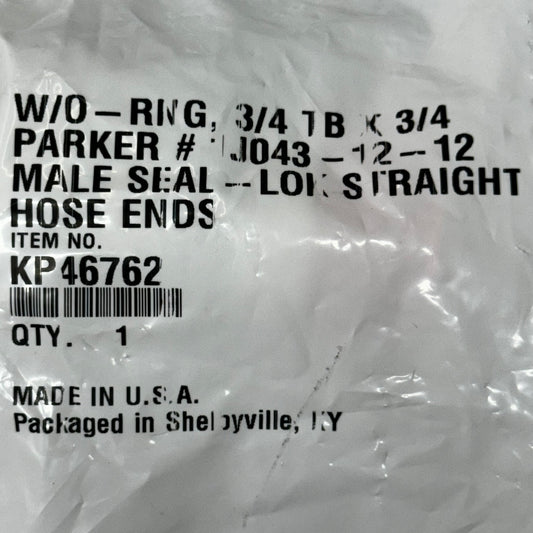 W/O-RING, 3/4 TB X 3/4
PARKER # 1J043-12-12
MALE SEAL-LOK STRAIGHT
HOSE ENDS
ITEM NO.
KP46762
QTY. 1
MADE IN U.S.A.
Packaged in Shelbyville, KY